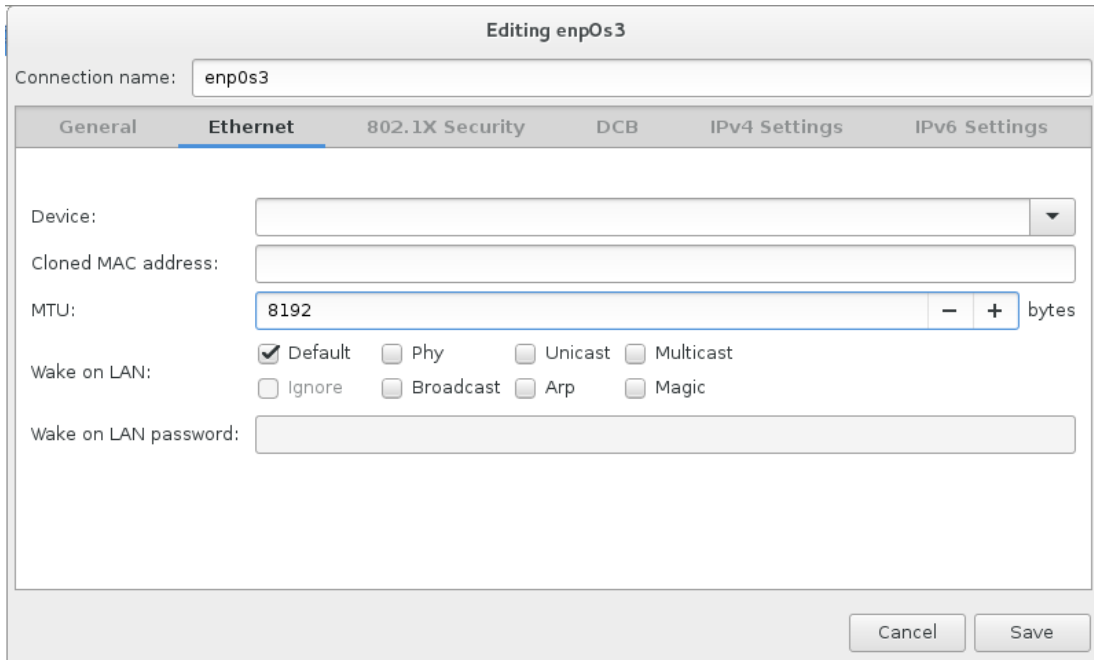 Editing enp0s3
Connection name: enp0s3
General Ethernet 802.1X Security DCB IPv4 Settings IPv6 Settings
Device:
Cloned MAC address:
MTU: 8192 − + bytes
Wake on LAN: Default Phy Unicast Multicast
Ignore Broadcast Arp Magic
Wake on LAN password:
Cancel Save